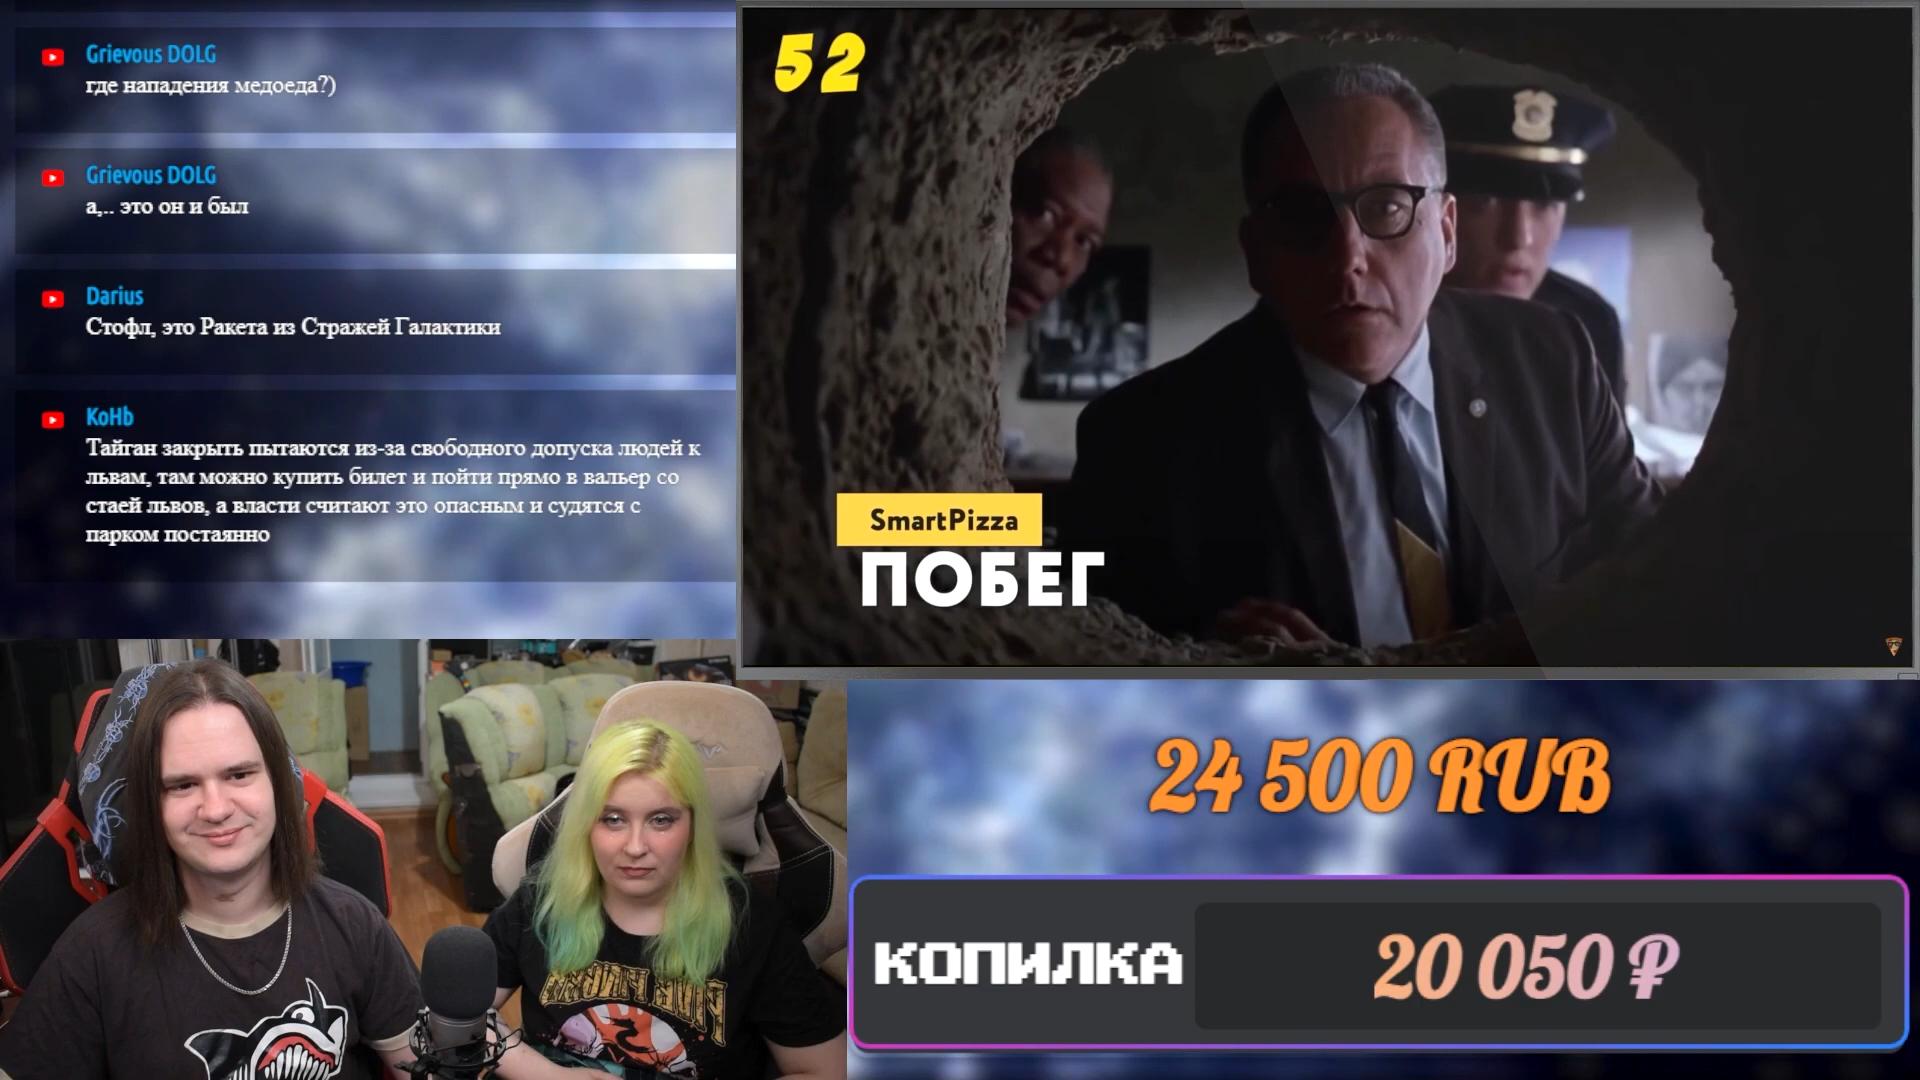 Grievous DOLG
где нападения медоеда?)
Grievous DOLG
а,.. это он и был
Darius
Стофл, это Ракета из Стражей Галактики
KoHb
Тайган закрыть пытаются из-за свободного допуска людей к
львам, там можно купить билет и пойти прямо в вальер со
стаей львов, а власти считают это опасным и судятся с
парком постаянно
52
SmartPizza
ПОБЕГ
24 500 RUB
КОПИЛКА
20 050 ₽